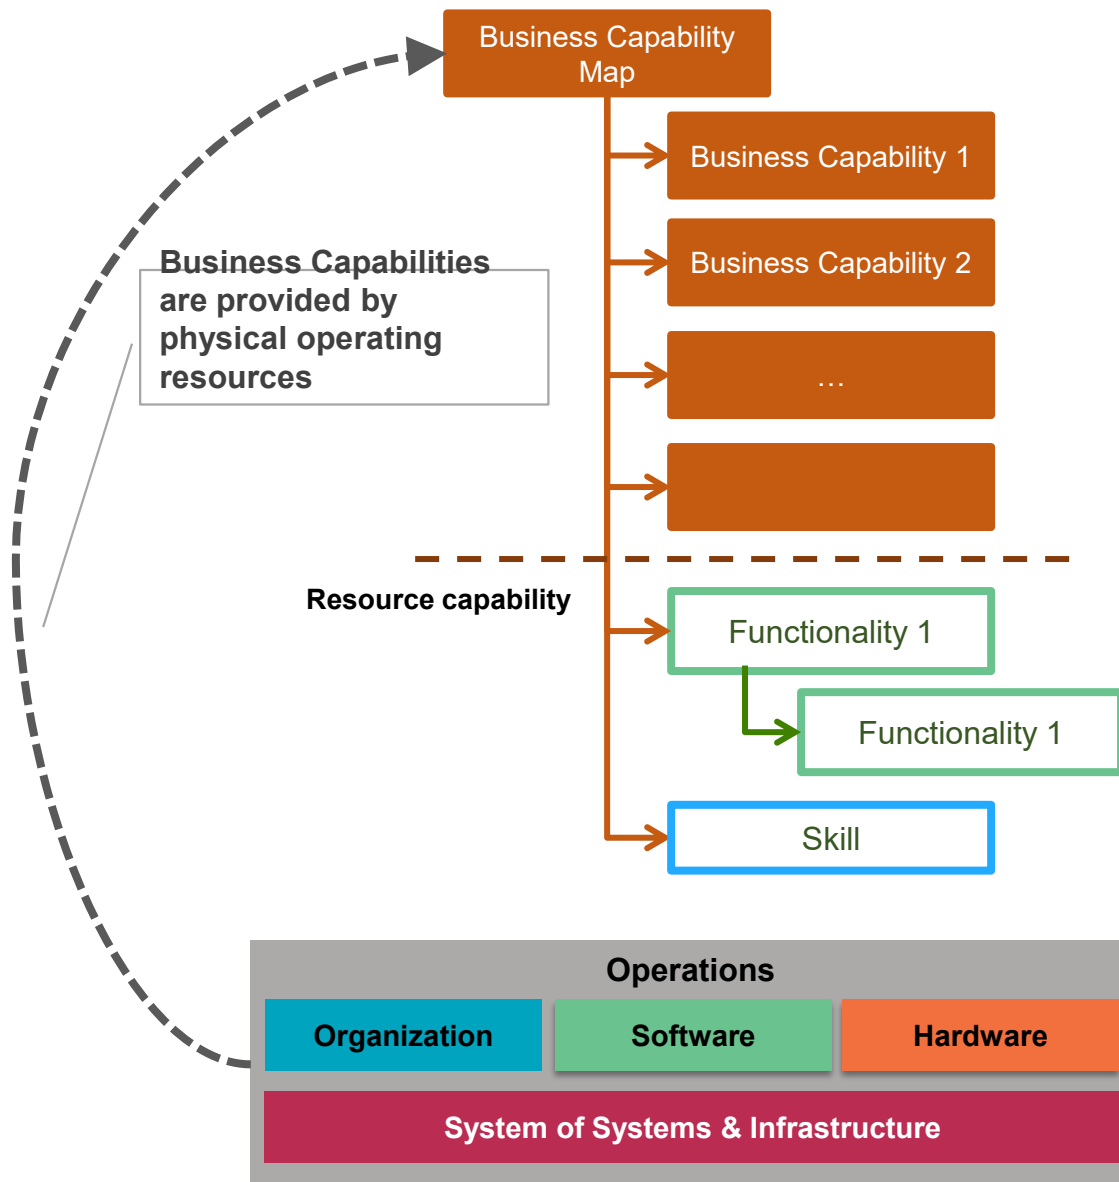 Business Capability
Map
Business Capability 1
Business Capability 2
Business Capabilities
are provided by
physical operating
resources
...
Resource capability
Functionality 1
Functionality 1
Skill
Operations
Organization
Software
Hardware
System of Systems & Infrastructure